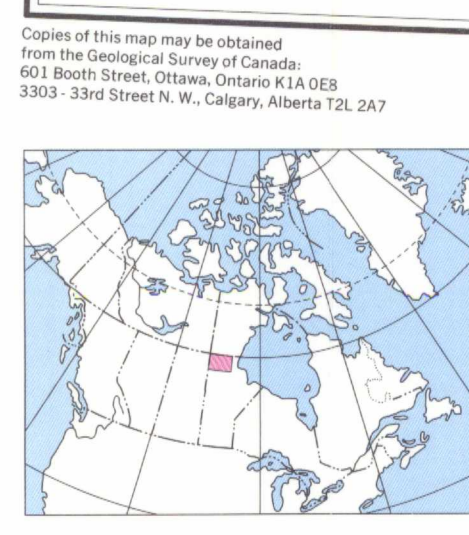 Copies of this map may be obtained
from the Geological Survey of Canada:
601 Booth Street, Ottawa, Ontario K1A 0E8
3303 - 33rd Street N. W., Calgary, Alberta T2L 2A7